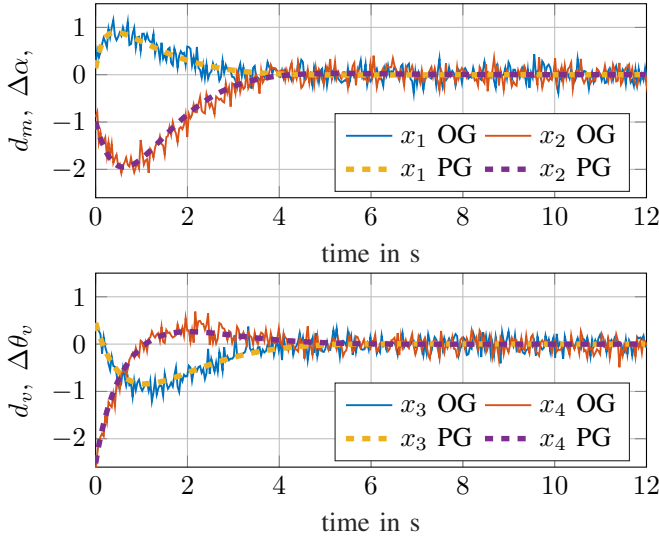 1
0
−1
−2
d_m, Δα,
x_1 OG x_2 OG
x_1 PG x_2 PG
0 2 4 6 8 10 12
time in s
1
0
−1
−2
d_v, Δθ_v
x_3 OG x_4 OG
x_3 PG x_4 PG
0 2 4 6 8 10 12
time in s